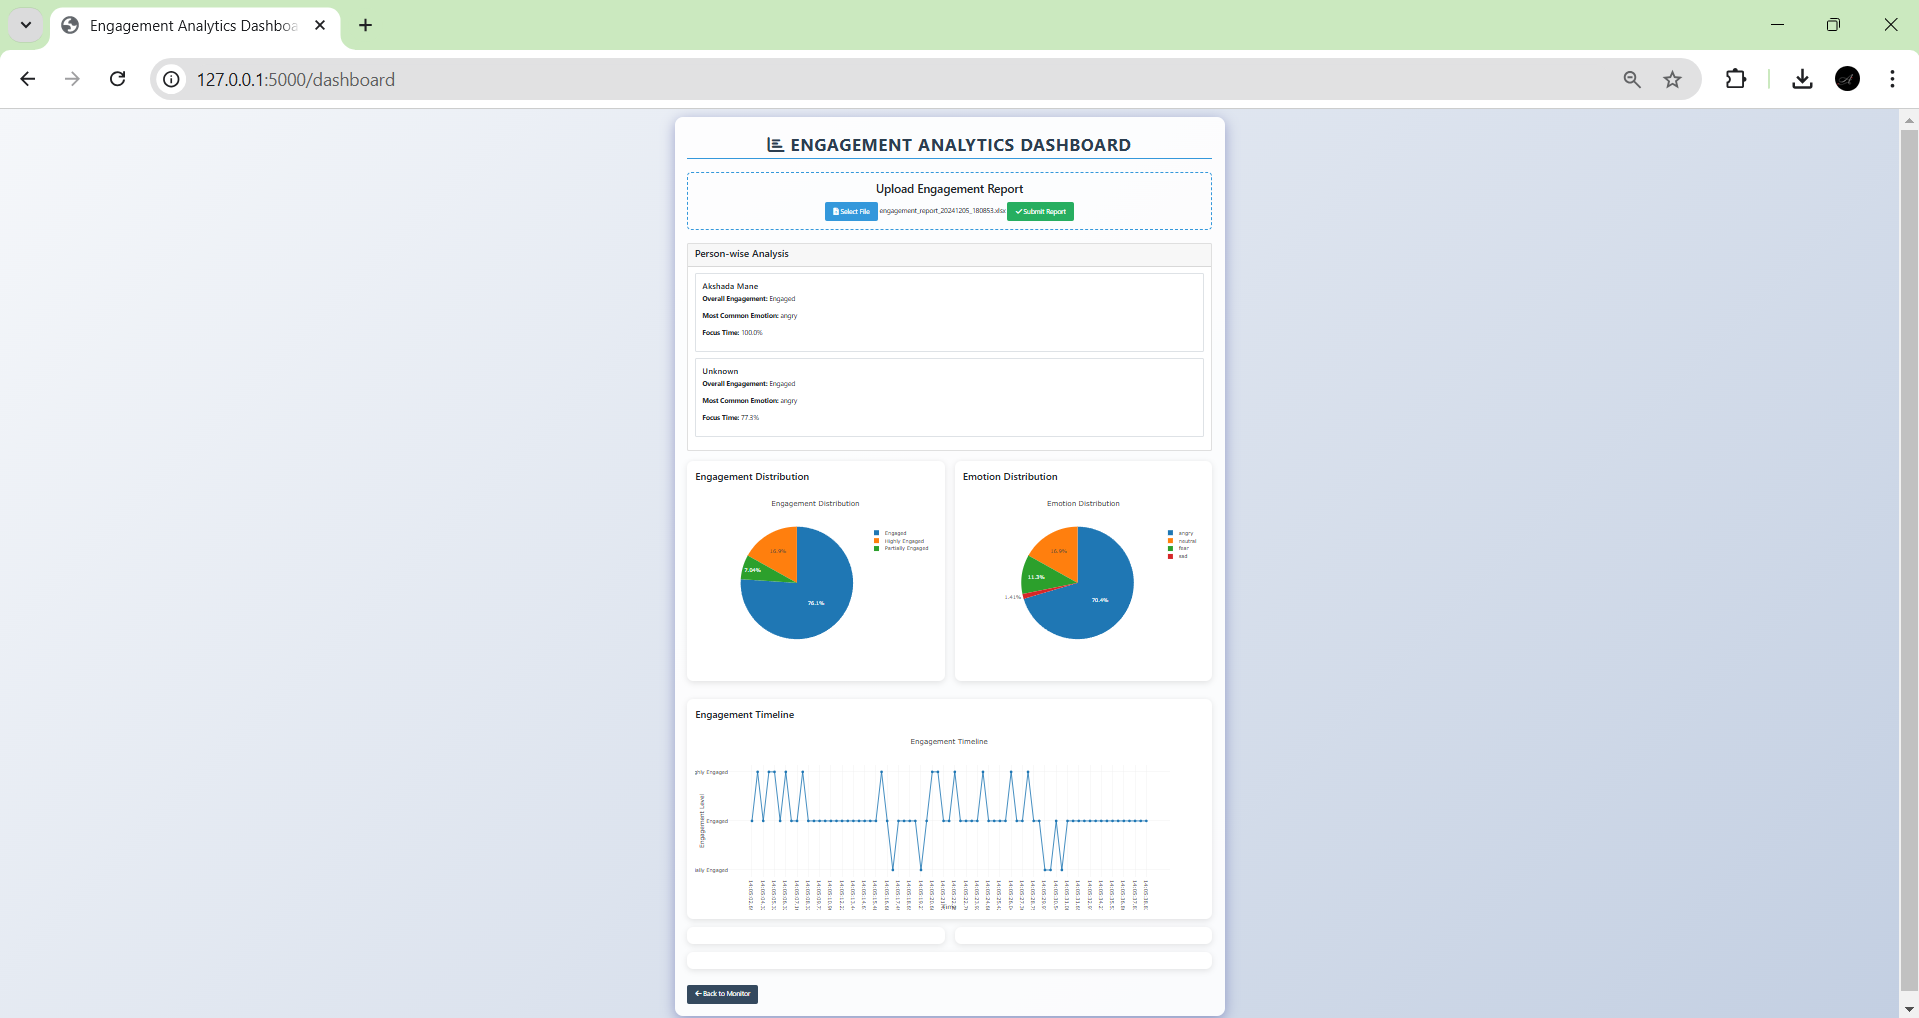 Engagement Analytics Dashboa
127.0.0.1:5000/dashboard
ENGAGEMENT ANALYTICS DASHBOARD
Upload Engagement Report
Select File engagement_report_20241205_180853.xlsx Submit Report
Person-wise Analysis
Akshada Mane
Overall Engagement: Engaged
Most Common Emotion: angry
Focus Time: 100.0%
Unknown
Overall Engagement: Engaged
Most Common Emotion: angry
Focus Time: 77.3%
Engagement Distribution
Engagement Distribution
Engaged
Highly Engaged
Partially Engaged
16.9%
7.04%
76.1%
Emotion Distribution
Emotion Distribution
angry
neutral
fear
sad
16.9%
11.3%
1.41%
70.4%
Engagement Timeline
Engagement Timeline
ghly Engaged
Engaged
ially Engaged
Engagement Level
Time
Back to Monitor